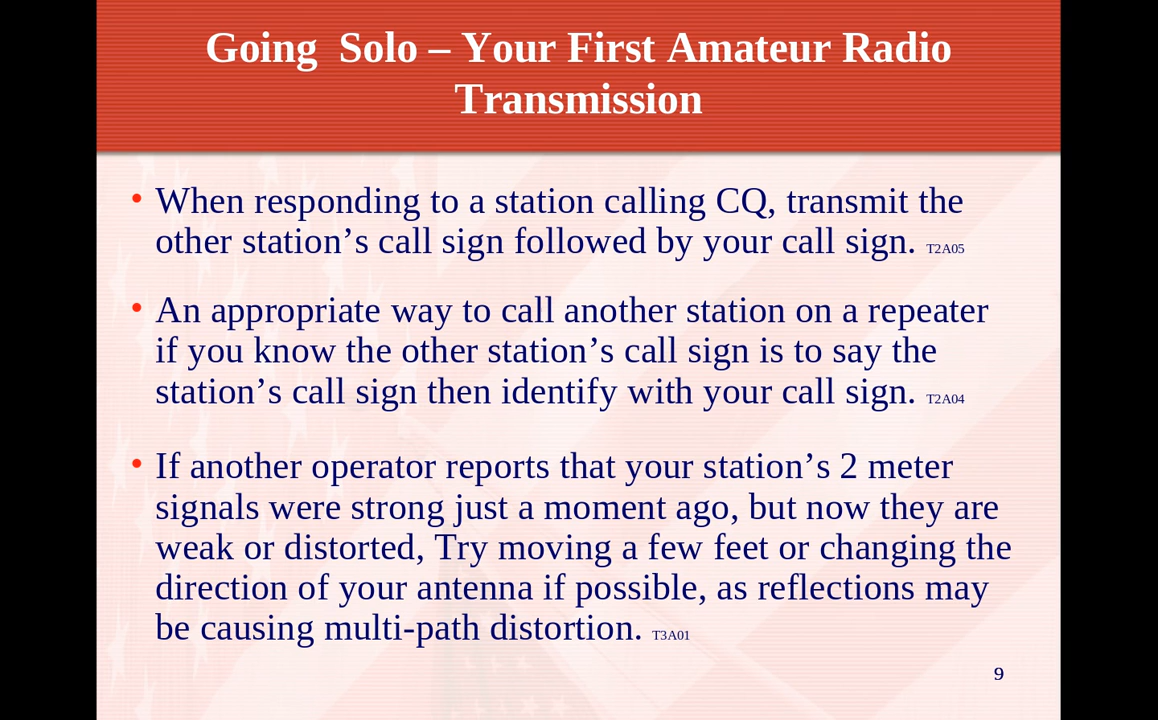 Going  Solo – Your First Amateur Radio
Transmission
• When responding to a station calling CQ, transmit the
other station’s call sign followed by your call sign. T2A05
• An appropriate way to call another station on a repeater
if you know the other station’s call sign is to say the
station’s call sign then identify with your call sign. T2A04
• If another operator reports that your station’s 2 meter
signals were strong just a moment ago, but now they are
weak or distorted, Try moving a few feet or changing the
direction of your antenna if possible, as reflections may
be causing multi-path distortion. T3A01
9